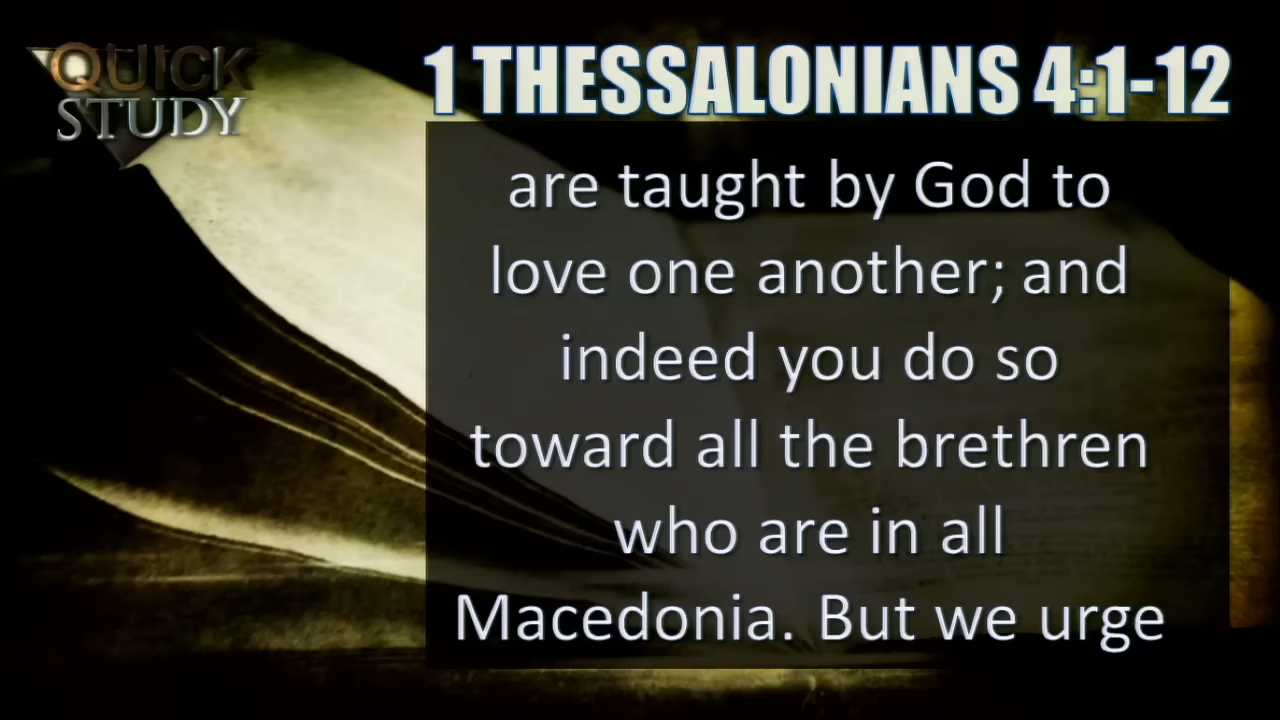 QUICK
STUDY
1 THESSALONIANS 4:1-12
are taught by God to
love one another; and
indeed you do so
toward all the brethren
who are in all
Macedonia. But we urge